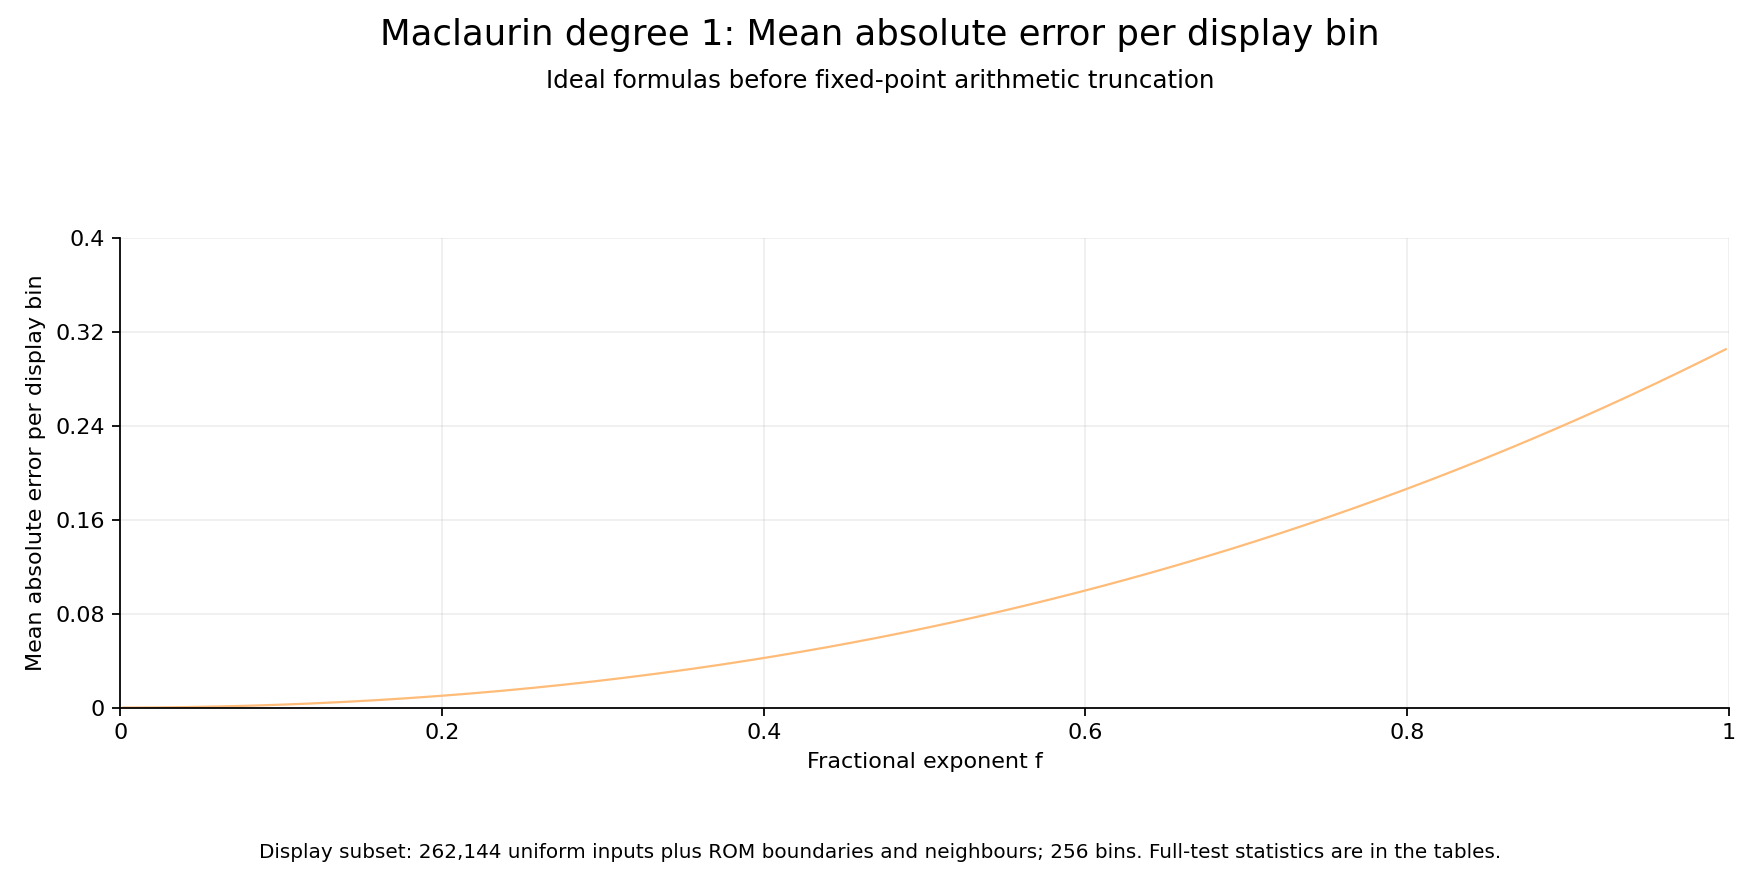 Maclaurin degree 1: Mean absolute error per display bin
Ideal formulas before fixed-point arithmetic truncation
Mean absolute error per display bin
0.4
0.32
0.24
0.16
0.08
0
0 0.2 0.4 0.6 0.8 1
Fractional exponent f
Display subset: 262,144 uniform inputs plus ROM boundaries and neighbours; 256 bins. Full-test statistics are in the tables.